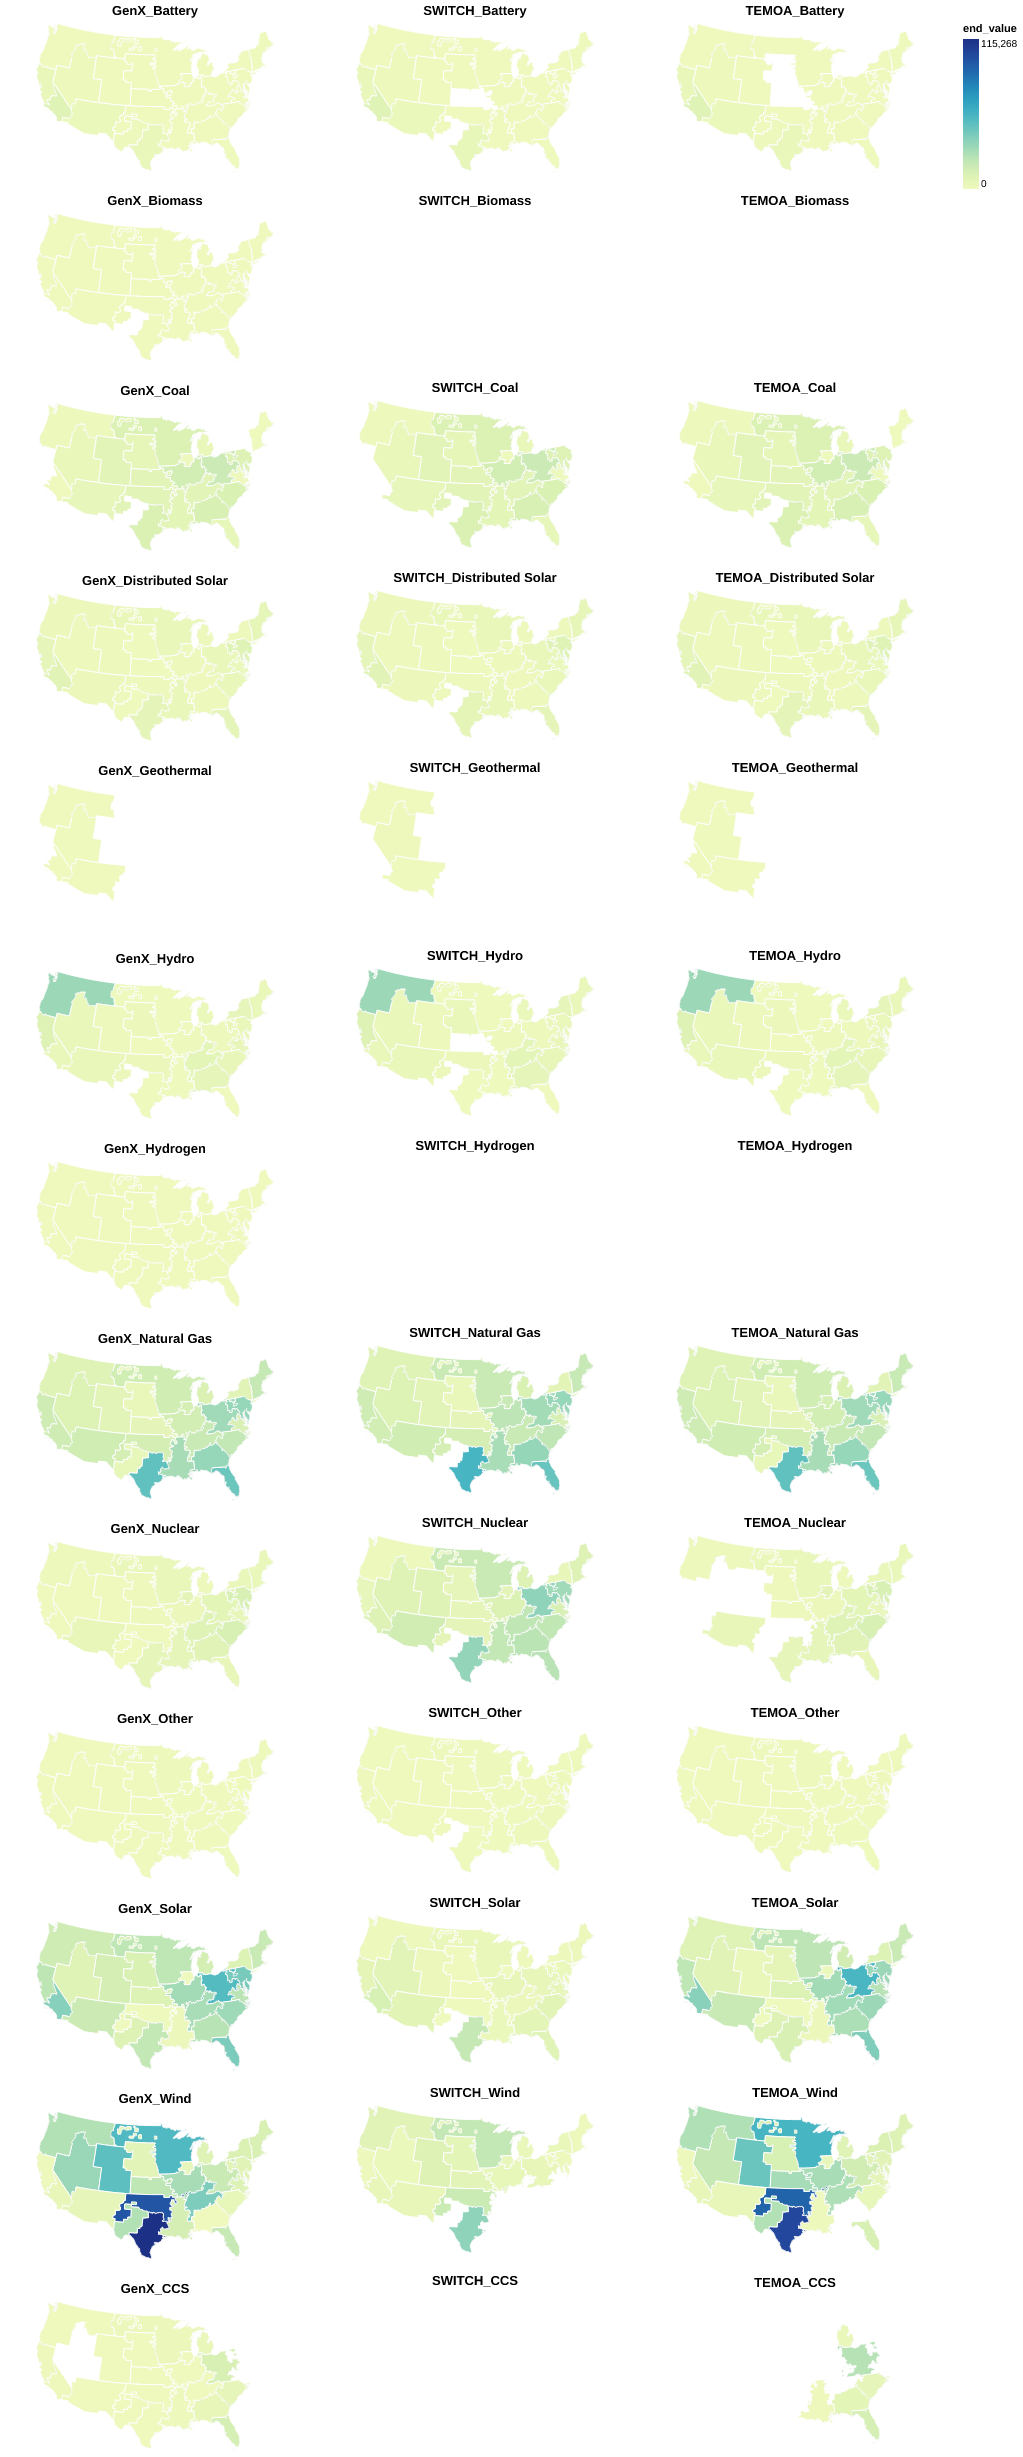 GenX_Battery
SWITCH_Battery
TEMOA_Battery
end_value
115,268
0
GenX_Biomass
SWITCH_Biomass
TEMOA_Biomass
GenX_Coal
SWITCH_Coal
TEMOA_Coal
GenX_Distributed Solar
SWITCH_Distributed Solar
TEMOA_Distributed Solar
GenX_Geothermal
SWITCH_Geothermal
TEMOA_Geothermal
GenX_Hydro
SWITCH_Hydro
TEMOA_Hydro
GenX_Hydrogen
SWITCH_Hydrogen
TEMOA_Hydrogen
GenX_Natural Gas
SWITCH_Natural Gas
TEMOA_Natural Gas
GenX_Nuclear
SWITCH_Nuclear
TEMOA_Nuclear
GenX_Other
SWITCH_Other
TEMOA_Other
GenX_Solar
SWITCH_Solar
TEMOA_Solar
GenX_Wind
SWITCH_Wind
TEMOA_Wind
GenX_CCS
SWITCH_CCS
TEMOA_CCS